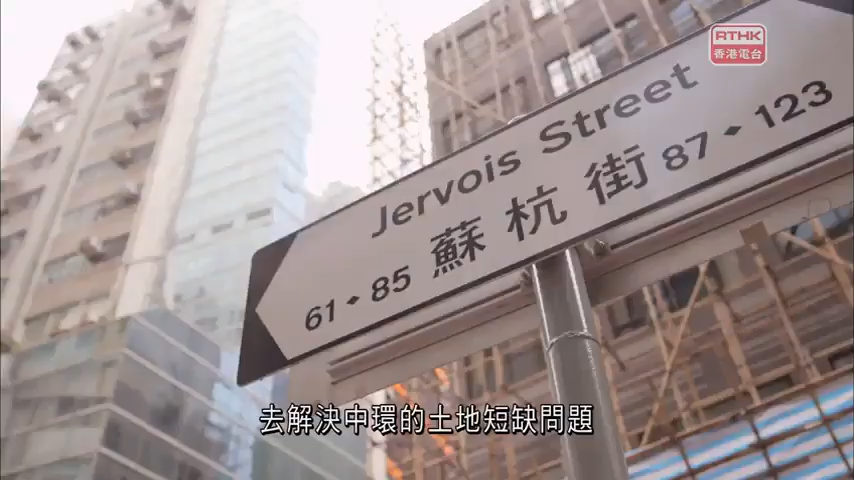 RTHK
香港電台
Jervois Street
61 • 85 蘇杭街 87 • 123
去解決中環的土地短缺問題